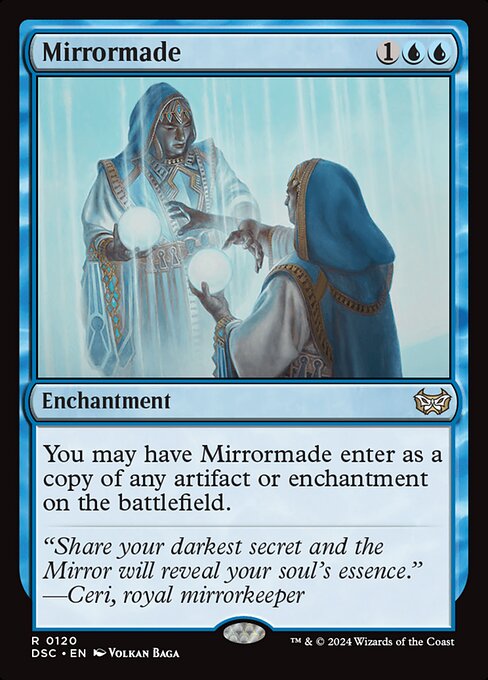 Mirrormade 1
Enchantment
You may have Mirrormade enter as a
copy of any artifact or enchantment
on the battlefield.
“Share your darkest secret and the
Mirror will reveal your soul’s essence.”
—Ceri, royal mirrorkeeper
R 0120
DSC • EN Volkan Baga
™ & © 2024 Wizards of the Coast